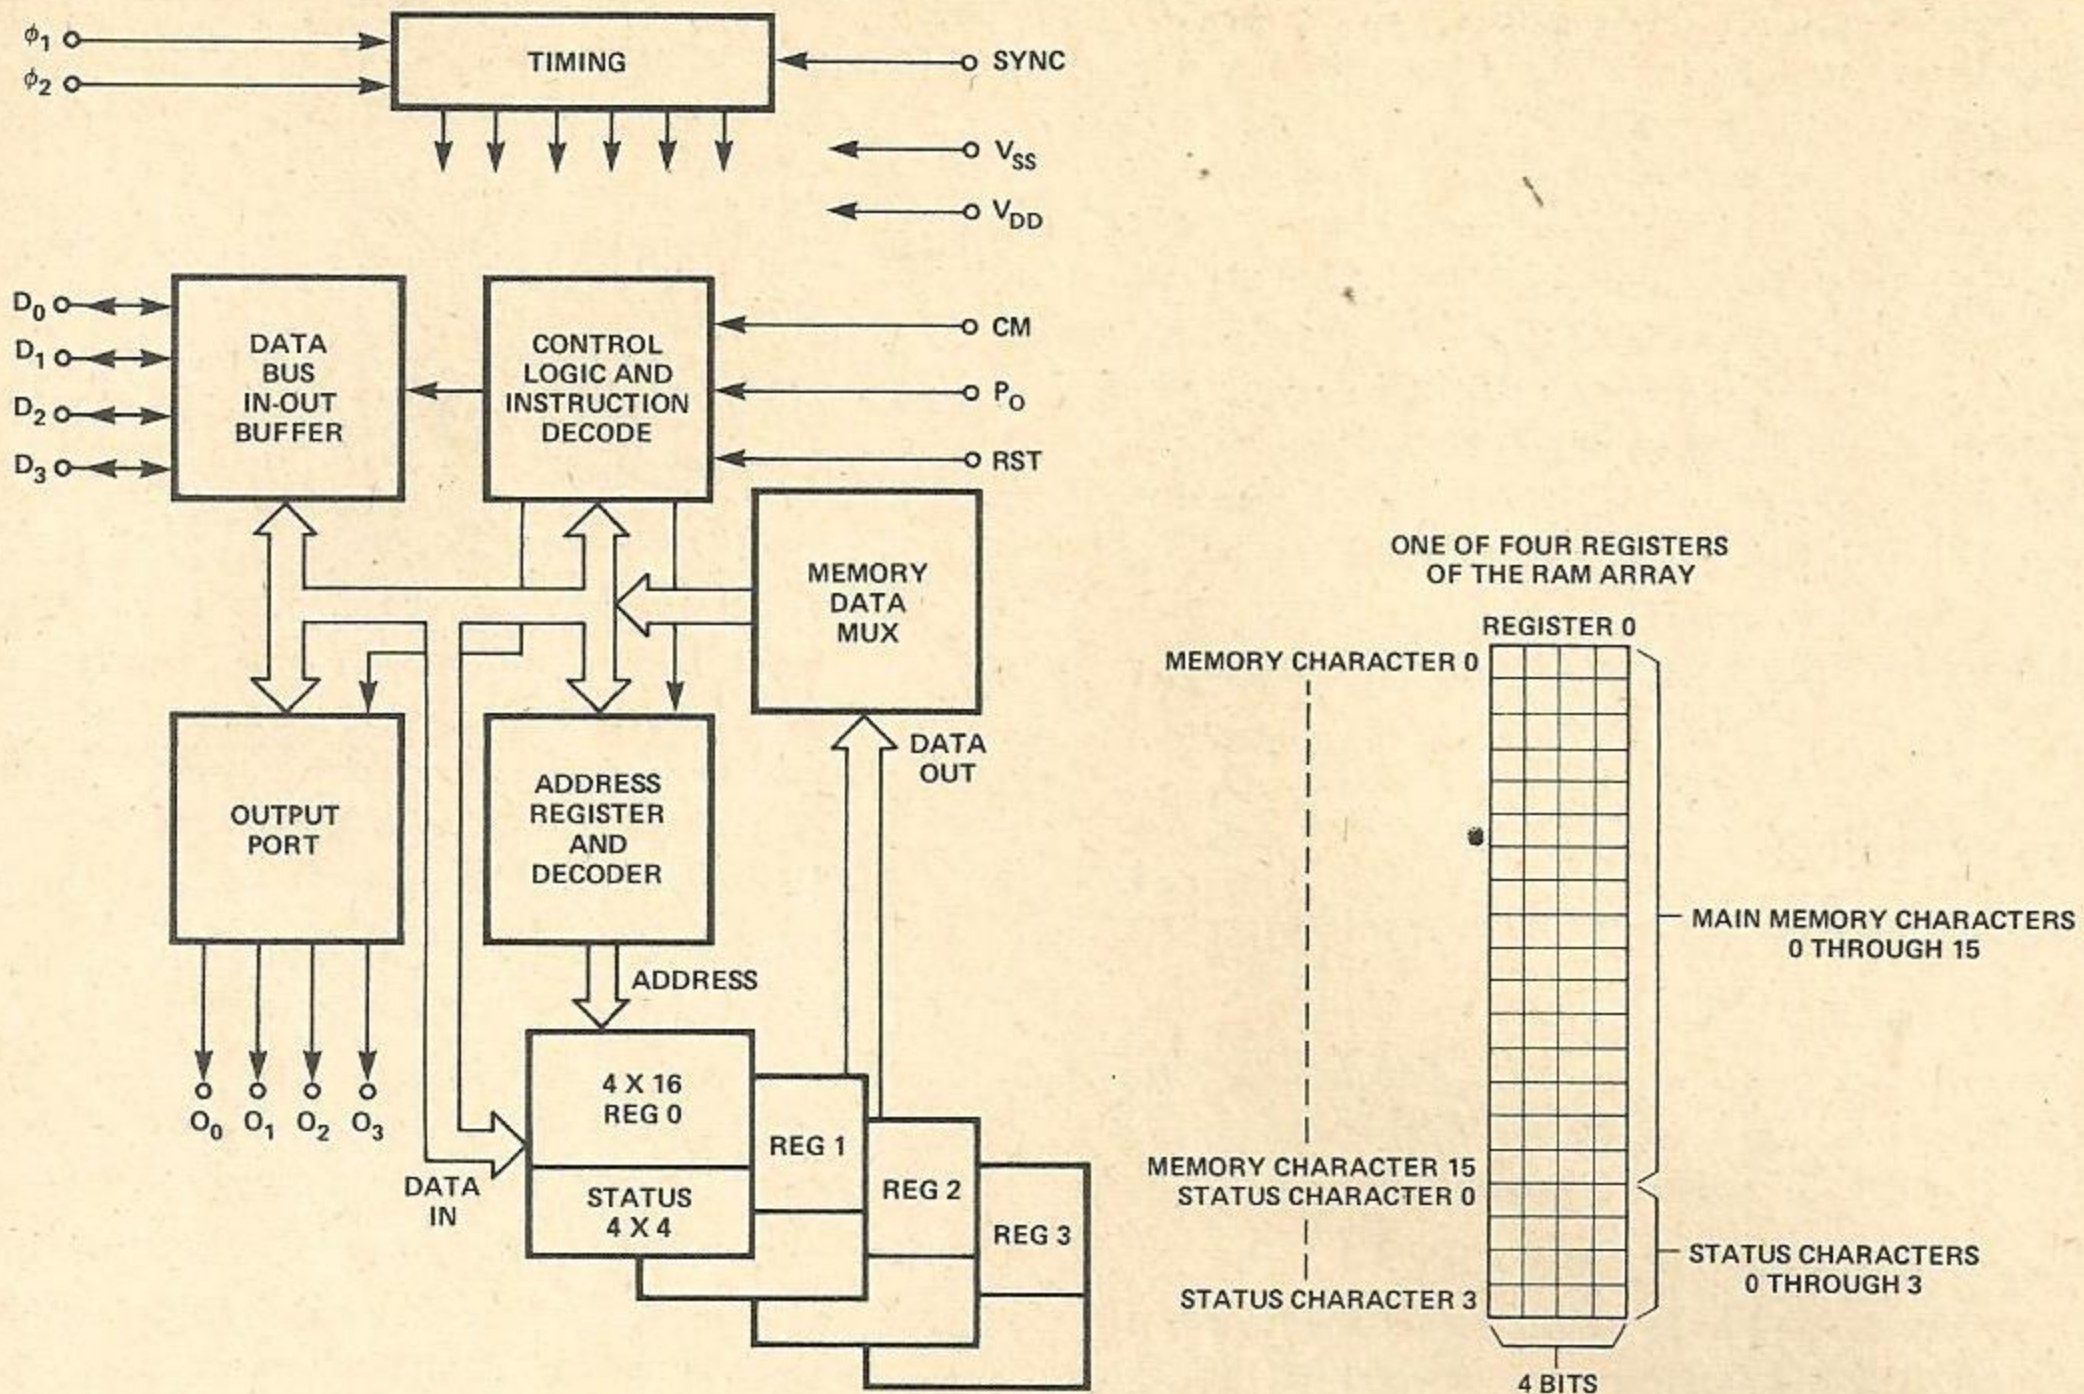 ϕ1
ϕ2
TIMING
SYNC
VSS
VDD
D0
D1
D2
D3
DATA
BUS
IN-OUT
BUFFER
CONTROL
LOGIC AND
INSTRUCTION
DECODE
CM
PO
RST
MEMORY
DATA
MUX
OUTPUT
PORT
ADDRESS
REGISTER
AND
DECODER
DATA
OUT
ADDRESS
O0 O1 O2 O3
DATA
IN
4 X 16
REG 0
STATUS
4 X 4
REG 1
REG 2
REG 3
ONE OF FOUR REGISTERS
OF THE RAM ARRAY
REGISTER 0
MEMORY CHARACTER 0
MAIN MEMORY CHARACTERS
0 THROUGH 15
MEMORY CHARACTER 15
STATUS CHARACTER 0
STATUS CHARACTERS
0 THROUGH 3
STATUS CHARACTER 3
4 BITS